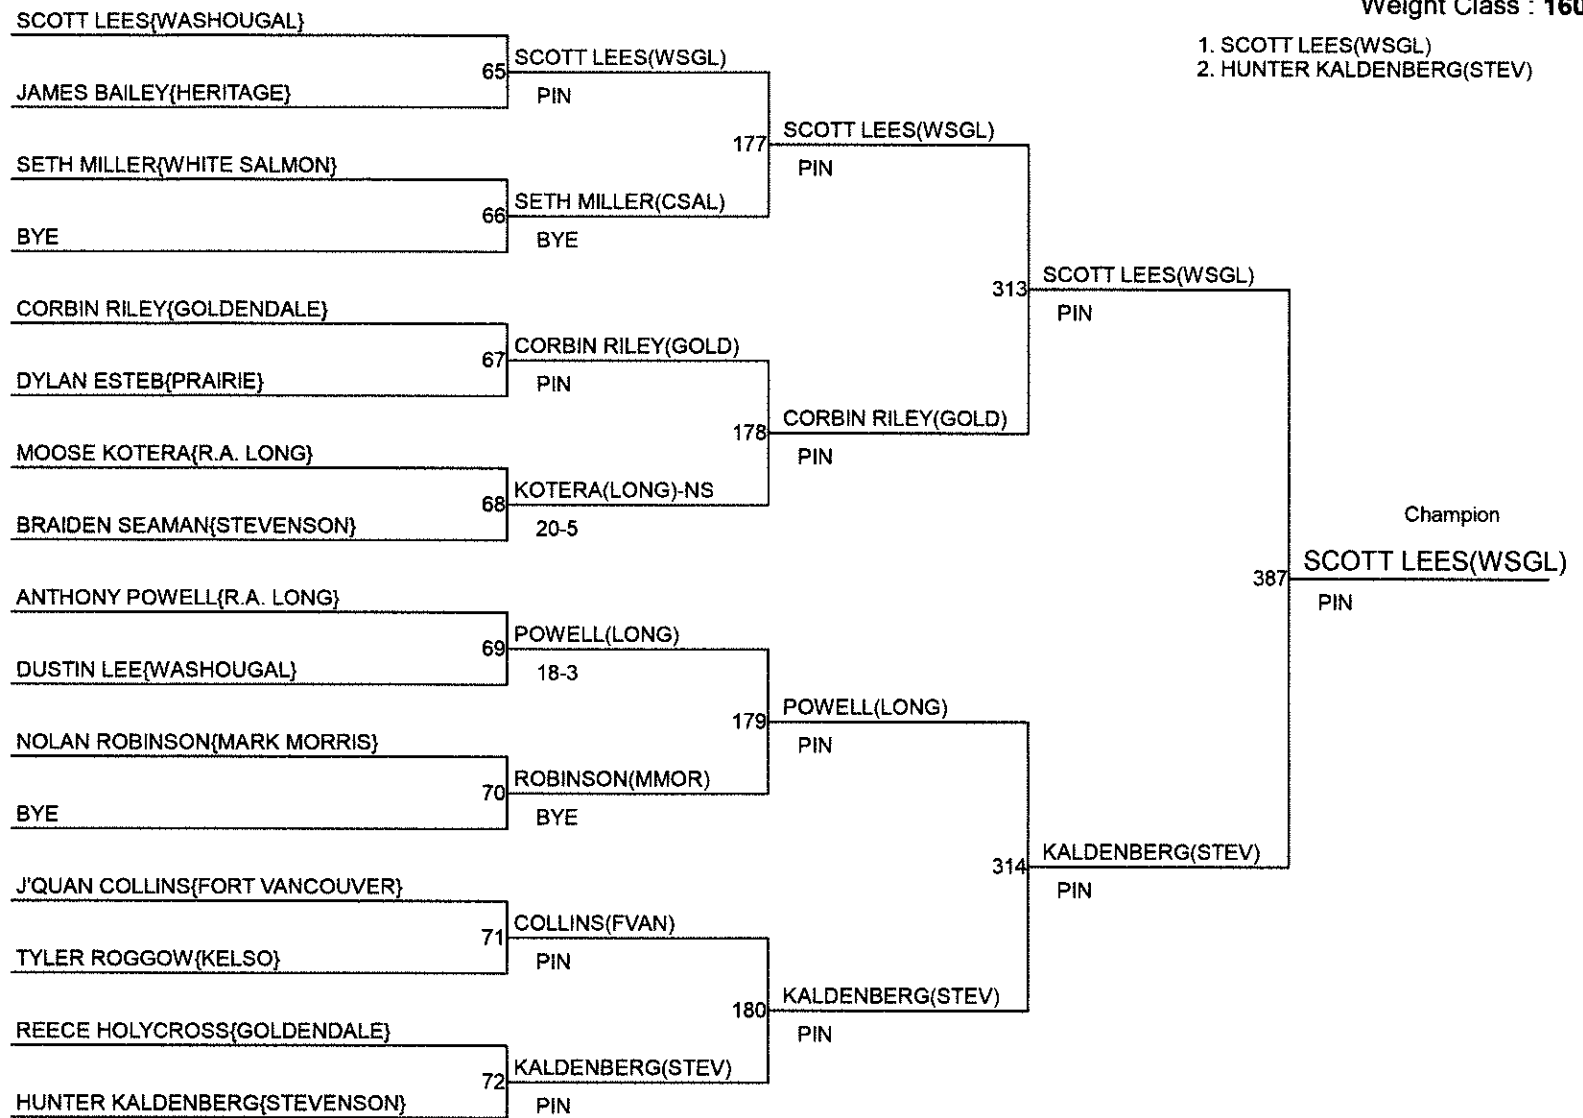 Weight Class : 160
1. SCOTT LEES(WSGL)
2. HUNTER KALDENBERG(STEV)
SCOTT LEES{WASHOUGAL}
65 SCOTT LEES(WSGL)
PIN
JAMES BAILEY{HERITAGE}
177 SCOTT LEES(WSGL)
PIN
SETH MILLER{WHITE SALMON}
66 SETH MILLER(CSAL)
BYE
BYE
313 SCOTT LEES(WSGL)
PIN
CORBIN RILEY{GOLDENDALE}
67 CORBIN RILEY(GOLD)
PIN
DYLAN ESTEB{PRAIRIE}
178 CORBIN RILEY(GOLD)
PIN
MOOSE KOTERA{R.A. LONG}
68 KOTERA(LONG)-NS
20-5
BRAIDEN SEAMAN{STEVENSON}
Champion
387 SCOTT LEES(WSGL)
PIN
ANTHONY POWELL{R.A. LONG}
69 POWELL(LONG)
18-3
DUSTIN LEE{WASHOUGAL}
179 POWELL(LONG)
PIN
NOLAN ROBINSON{MARK MORRIS}
70 ROBINSON(MMOR)
BYE
BYE
314 KALDENBERG(STEV)
PIN
J'QUAN COLLINS{FORT VANCOUVER}
71 COLLINS(FVAN)
PIN
TYLER ROGGOW{KELSO}
180 KALDENBERG(STEV)
PIN
REECE HOLYCROSS{GOLDENDALE}
72 KALDENBERG(STEV)
PIN
HUNTER KALDENBERG{STEVENSON}